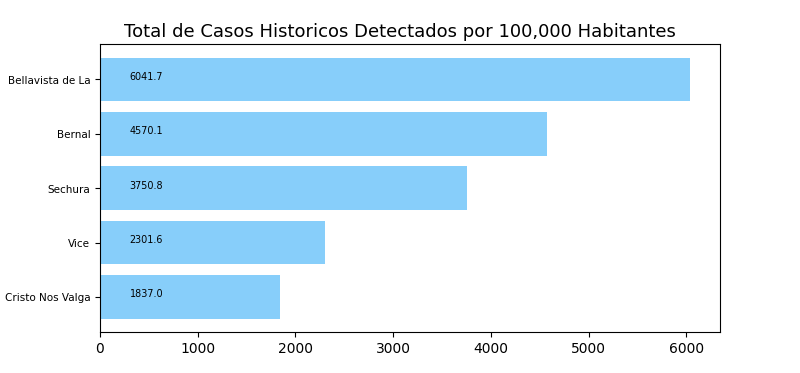 Total de Casos Historicos Detectados por 100,000 Habitantes
Bellavista de La 6041.7
Bernal 4570.1
Sechura 3750.8
Vice 2301.6
Cristo Nos Valga 1837.0
0 1000 2000 3000 4000 5000 6000